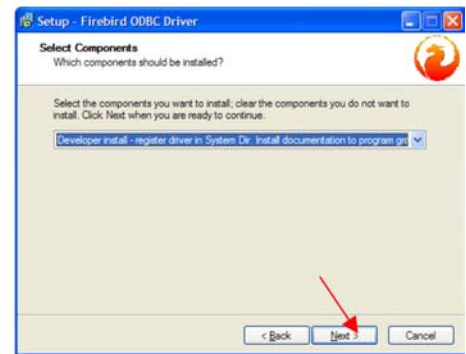 Setup - Firebird ODBC Driver
Select Components
Which components should be installed?
Select the components you want to install; clear the components you do not want to
install. Click Next when you are ready to continue.
Developer install - register driver in System Dir. Install documentation to program gro
< Back Next > Cancel